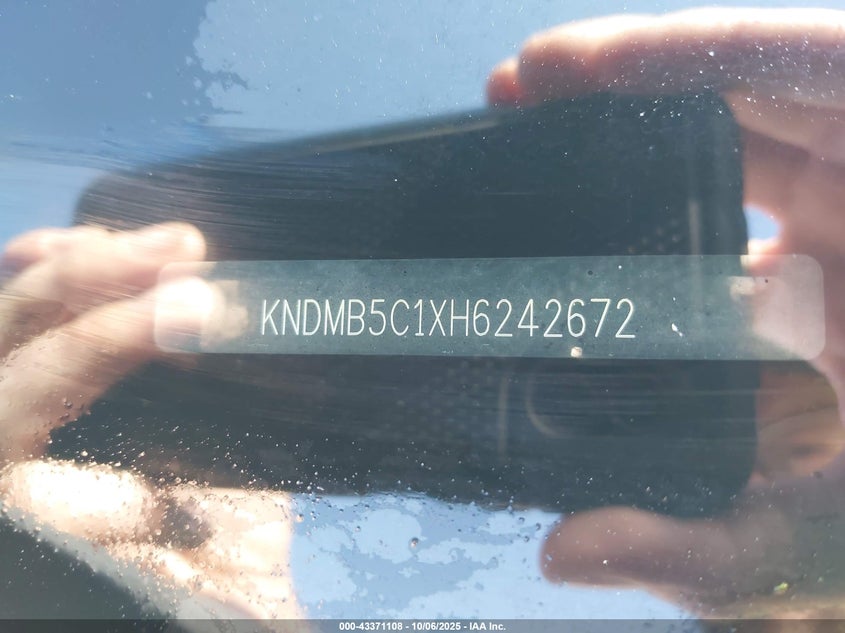 KNDMB5C1XH6242672
000-43371108 - 10/06/2025 - IAA Inc.